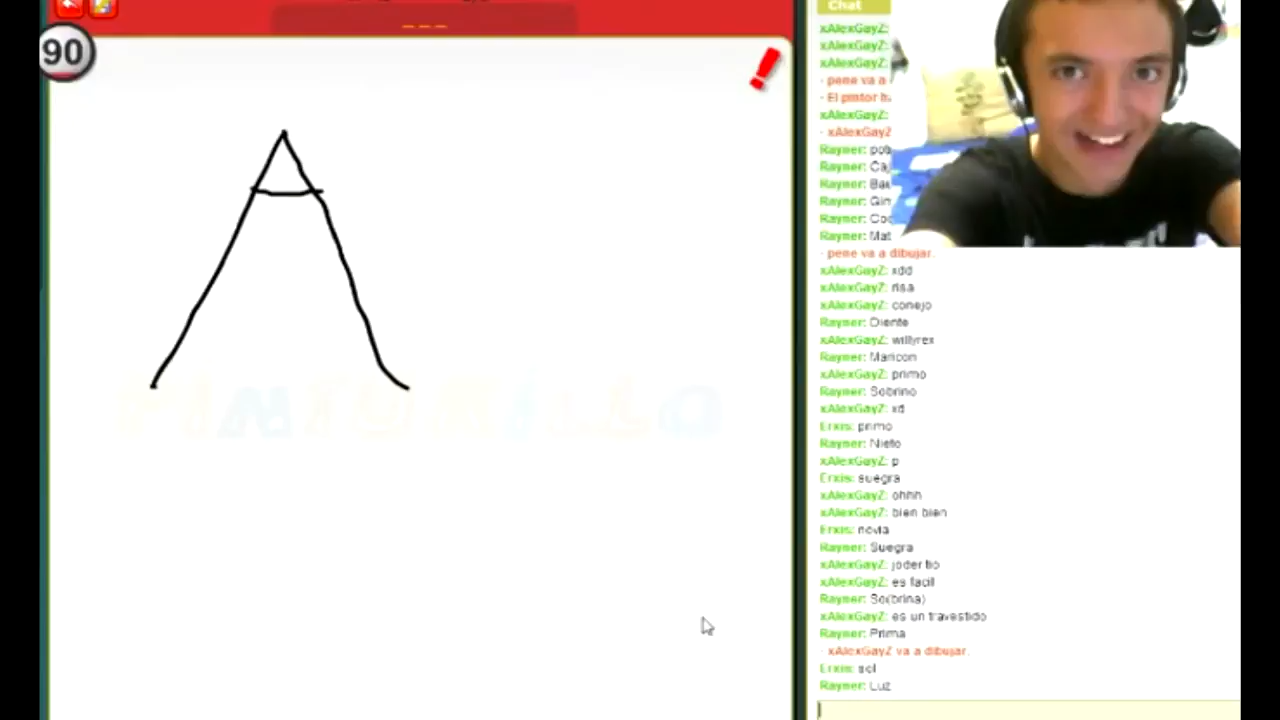 90
Chat
xAlexGayZ:
xAlexGayZ:
xAlexGayZ:
- pene va a
- El pintor
xAlexGayZ:
- xAlexGayZ
Rayner:
Rayner:
Rayner:
Rayner:
Rayner:
Rayner: Mat
- pene va a dibujar.
xAlexGayZ: xdd
xAlexGayZ: risa
xAlexGayZ: conejo
Rayner: Diente
xAlexGayZ: willyrex
Rayner: Maricon
xAlexGayZ: primo
Rayner: Sobrino
xAlexGayZ: xd
Erxis: primo
Rayner: Nieto
xAlexGayZ: p
Erxis: suegra
xAlexGayZ: ohhh
xAlexGayZ: bien bien
Erxis: novia
Rayner: Suegra
xAlexGayZ: joder tio
xAlexGayZ: es facil
Rayner: So(brina)
xAlexGayZ: es un travestido
Rayner: Prima
- xAlexGayZ va a dibujar.
Erxis: sol
Rayner: Luz